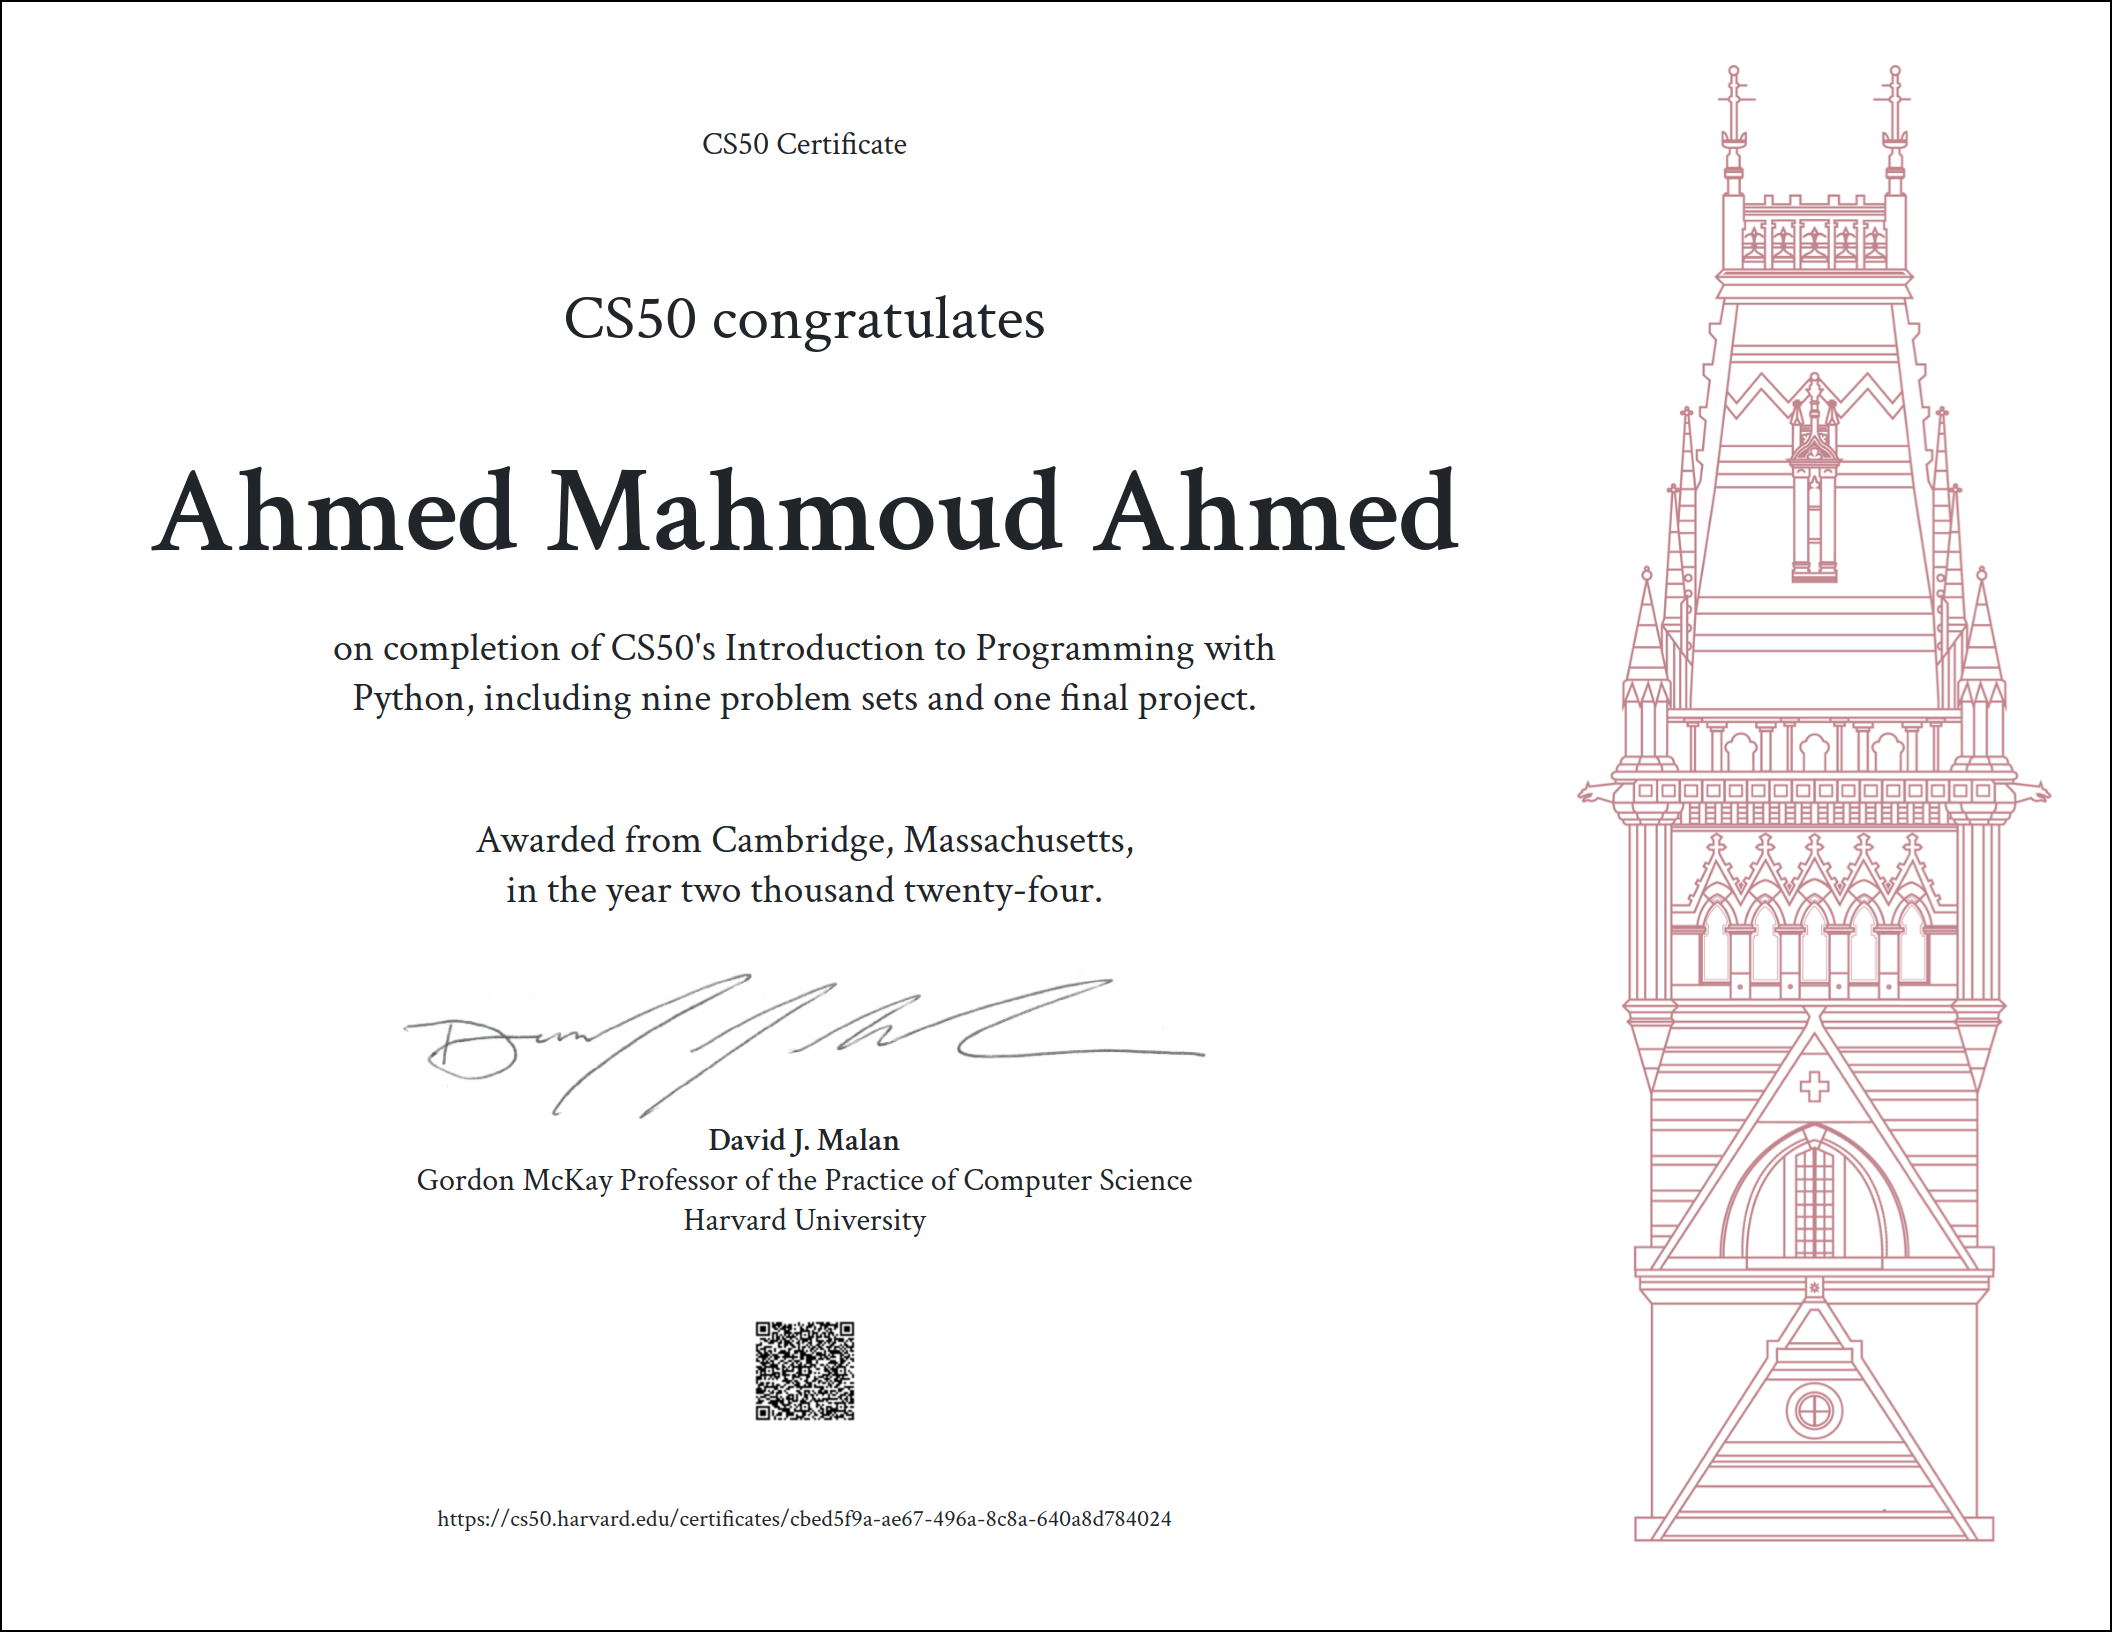 CS50 Certificate
CS50 congratulates
Ahmed Mahmoud Ahmed
on completion of CS50's Introduction to Programming with
Python, including nine problem sets and one final project.
Awarded from Cambridge, Massachusetts,
in the year two thousand twenty-four.
David J. Malan
Gordon McKay Professor of the Practice of Computer Science
Harvard University
https://cs50.harvard.edu/certificates/cbed5f9a-ae67-496a-8c8a-640a8d784024